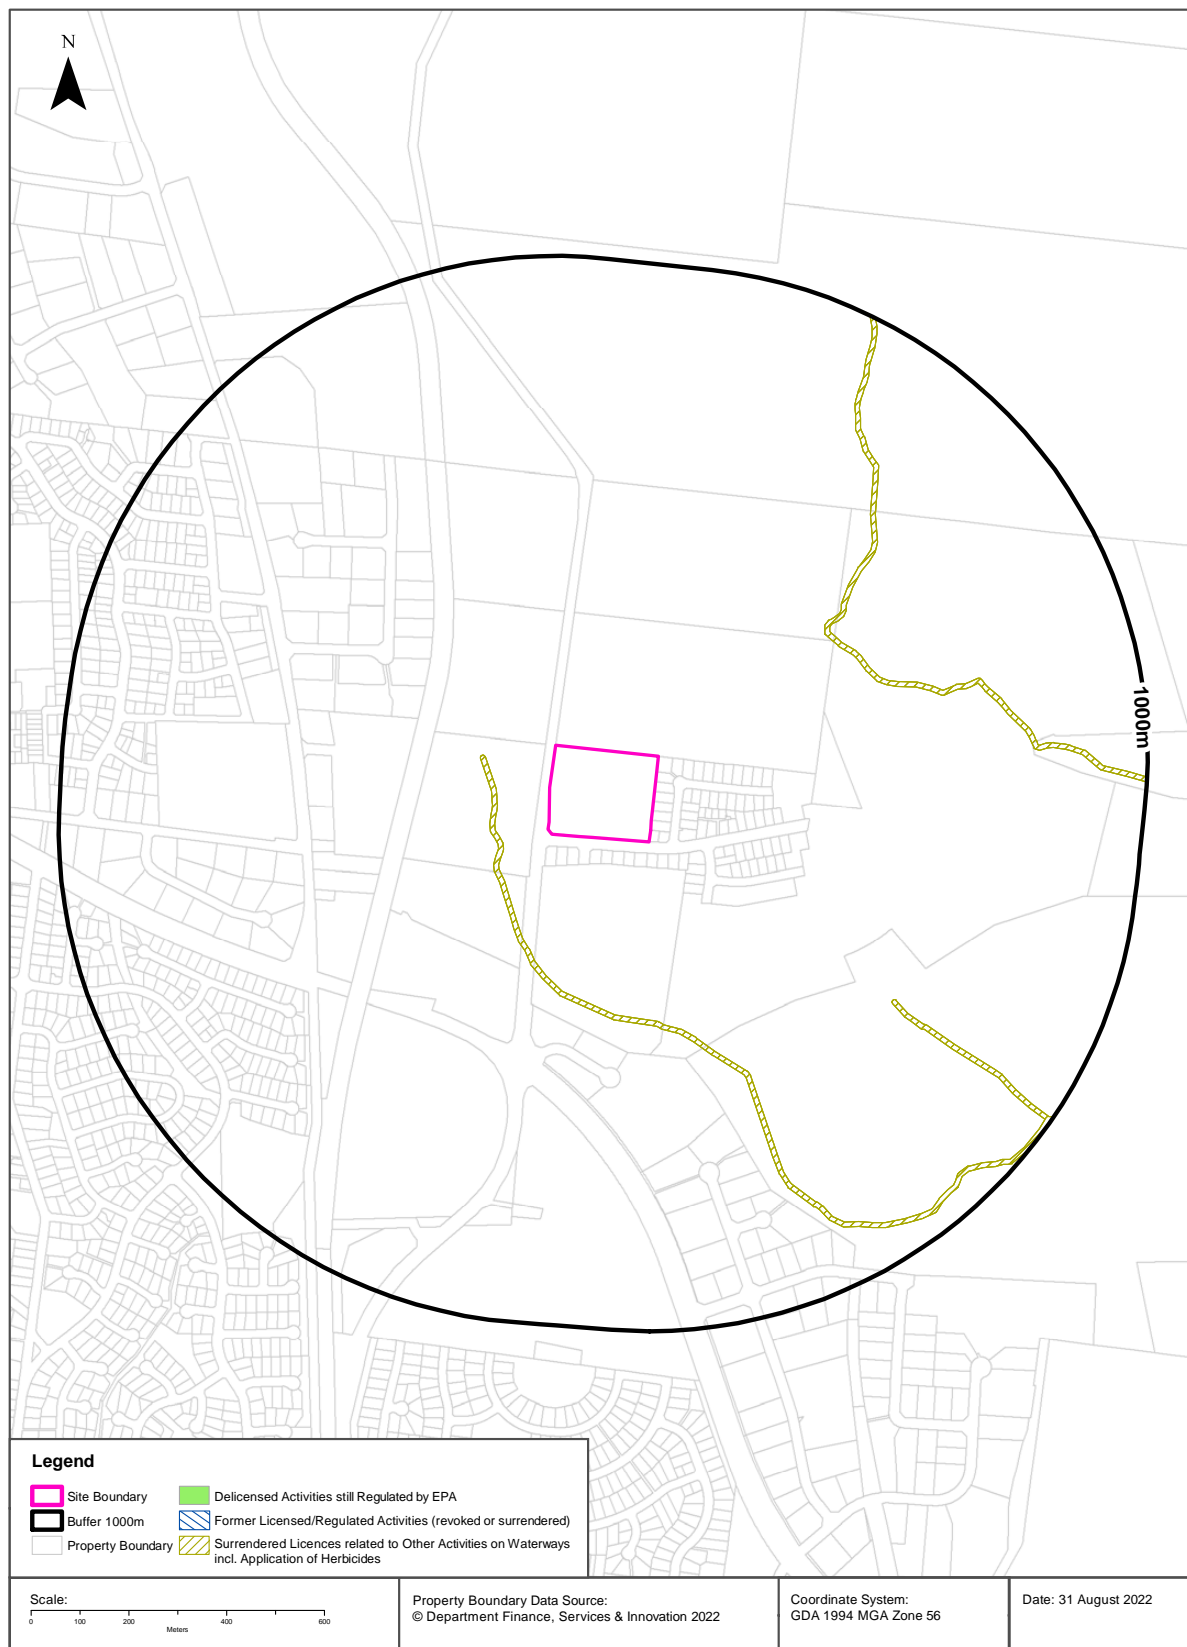 N
1000m
Legend
Site Boundary
Buffer 1000m
Property Boundary
Delicensed Activities still Regulated by EPA
Former Licensed/Regulated Activities (revoked or surrendered)
Surrendered Licences related to Other Activities on Waterways
incl. Application of Herbicides
Scale:
0 100 200 400 600
Meters
Property Boundary Data Source:
© Department Finance, Services & Innovation 2022
Coordinate System:
GDA 1994 MGA Zone 56
Date: 31 August 2022